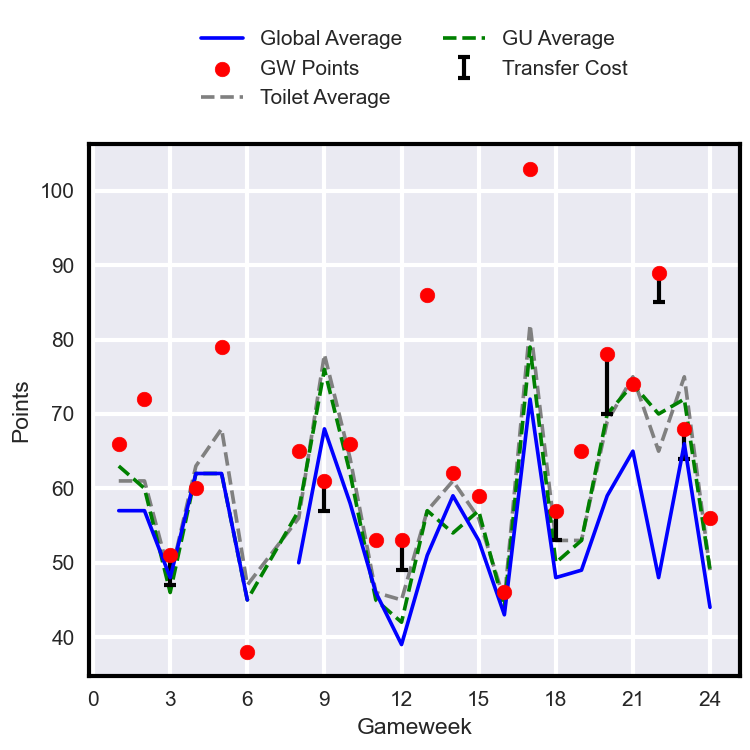 Global Average
GW Points
Toilet Average
GU Average
Transfer Cost
Points
100
90
80
70
60
50
40
0 3 6 9 12 15 18 21 24
Gameweek